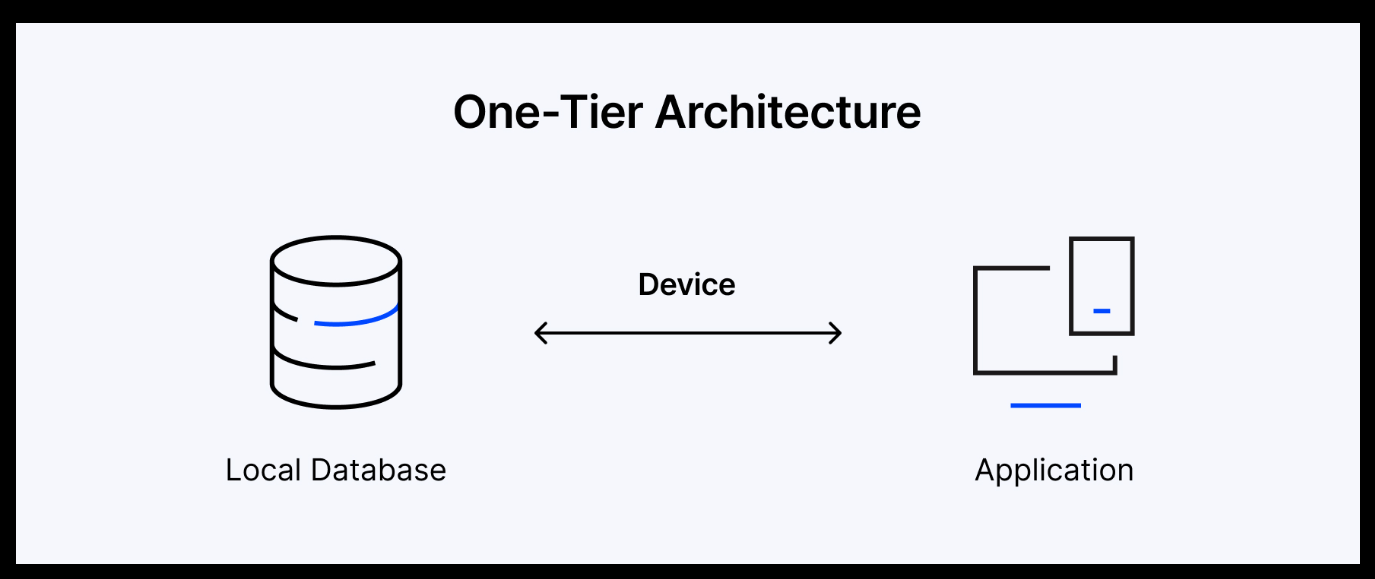 One-Tier Architecture
Device
Local Database
Application